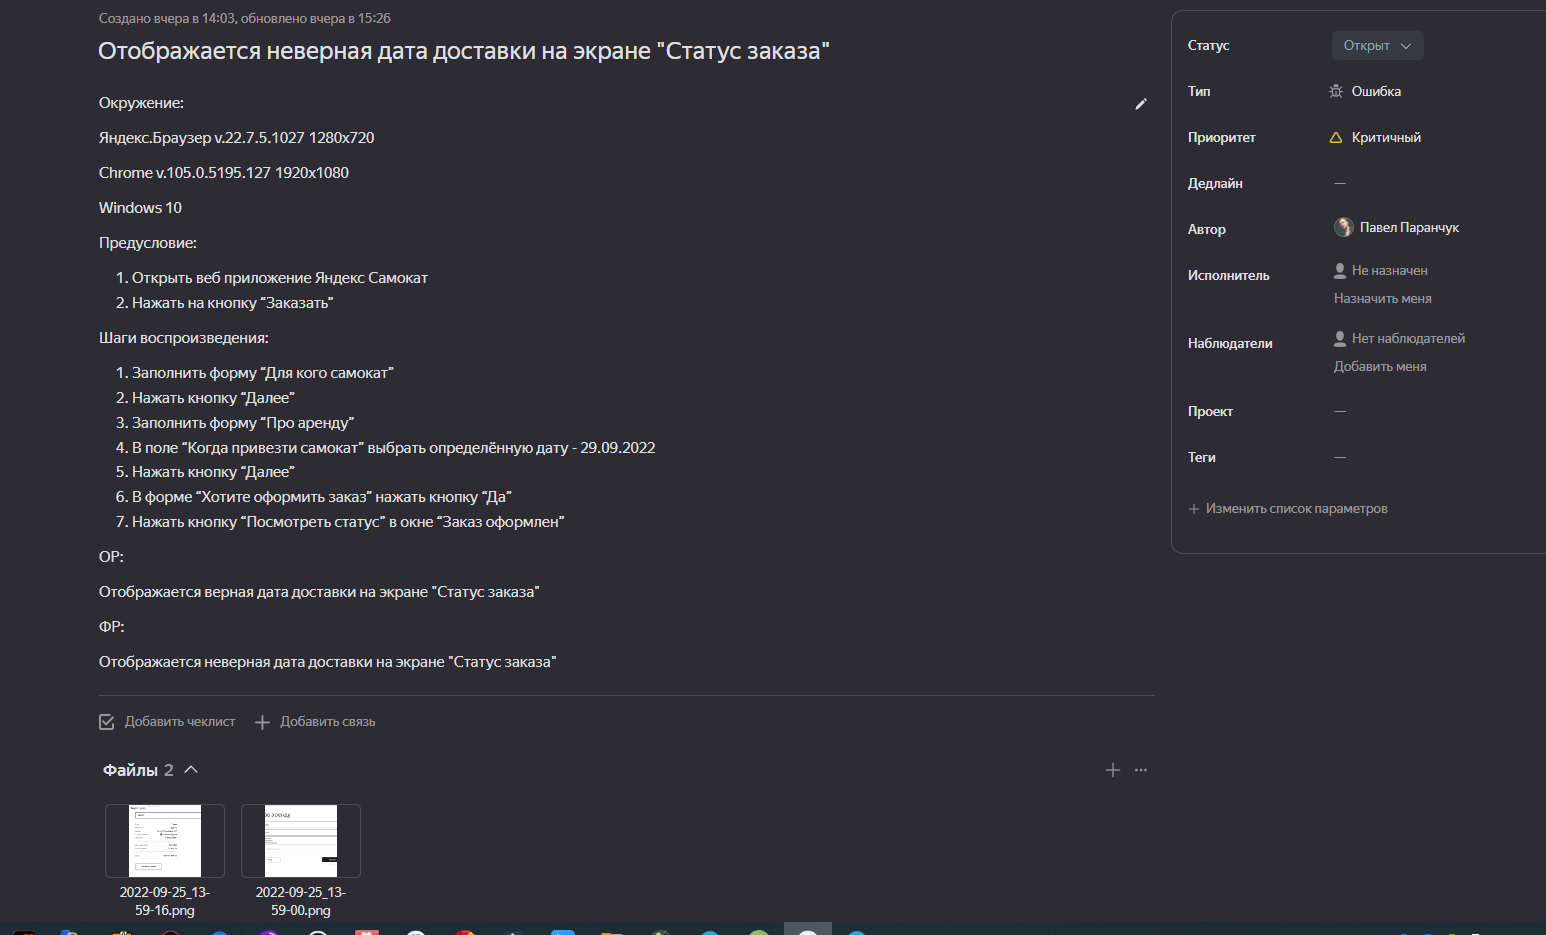 Создано вчера в 14:03, обновлено вчера в 15:26
Отображается неверная дата доставки на экране "Статус заказа"
Окружение:
Яндекс.Браузер v.22.7.5.1027 1280x720
Chrome v.105.0.5195.127 1920x1080
Windows 10
Предусловие:
1. Открыть веб приложение Яндекс Самокат
2. Нажать на кнопку “Заказать”
Шаги воспроизведения:
1. Заполнить форму “Для кого самокат”
2. Нажать кнопку “Далее”
3. Заполнить форму “Про аренду”
4. В поле “Когда привезти самокат” выбрать определённую дату - 29.09.2022
5. Нажать кнопку “Далее”
6. В форме “Хотите оформить заказ” нажать кнопку “Да”
7. Нажать кнопку “Посмотреть статус” в окне “Заказ оформлен”
ОР:
Отображается верная дата доставки на экране "Статус заказа"
ФР:
Отображается неверная дата доставки на экране "Статус заказа"
Добавить чеклист
Добавить связь
Файлы 2
2022-09-25_13-
59-16.png
2022-09-25_13-
59-00.png
Статус
Открыт
Тип
Ошибка
Приоритет
Критичный
Дедлайн
—
Автор
Павел Паранчук
Исполнитель
Не назначен
Назначить меня
Наблюдатели
Нет наблюдателей
Добавить меня
Проект
—
Теги
—
Изменить список параметров